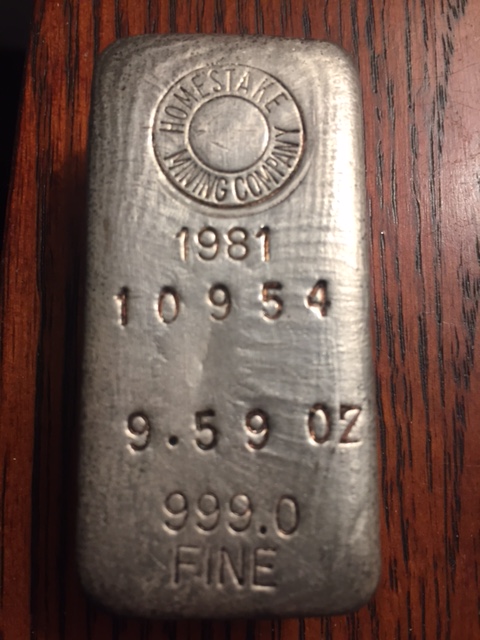 HOMESTAKE
MINING COMPANY
1981
10954
9.59 OZ
999.0
FINE